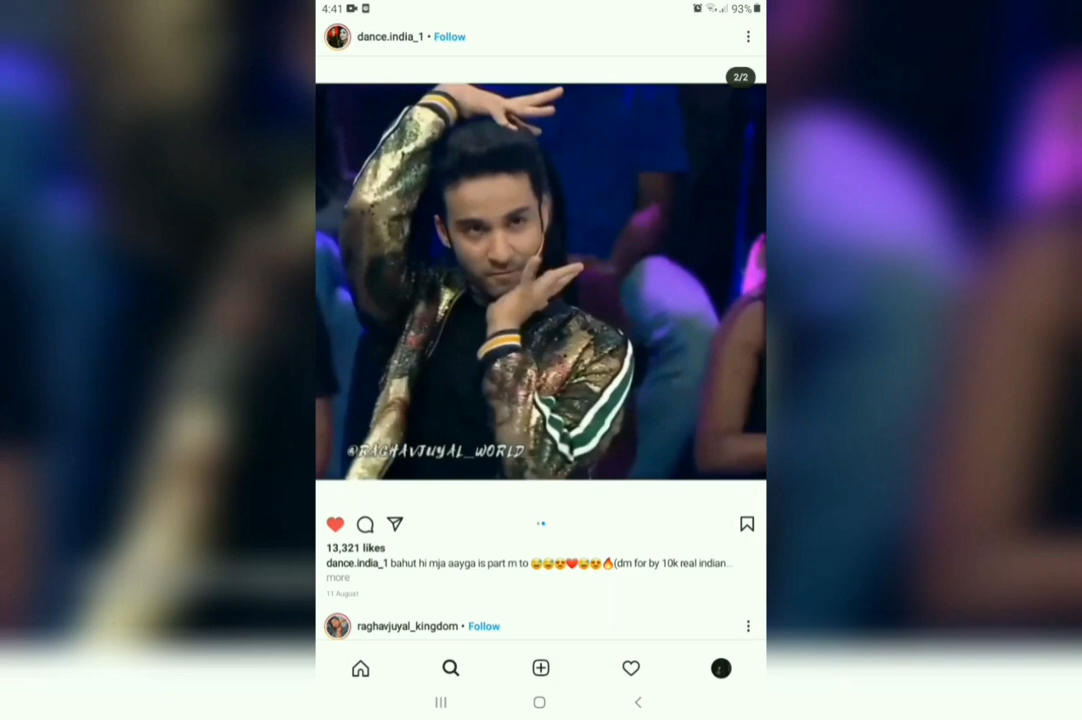 4:41
93%
dance.india_1 • Follow
2/2
@RAGHAVJUYAL_WORLD
13,321 likes
dance.india_1 bahut hi mja aayga is part m to 😅😅😍❤️😅😍🔥(dm for by 10k real indian...
more
11 August
raghavjuyal_kingdom • Follow